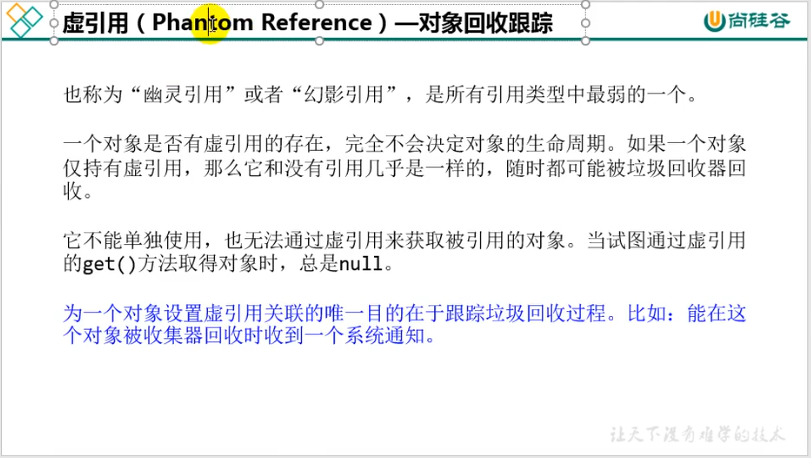 虚引用（Phantom Reference）—对象回收跟踪
尚硅谷
也称为“幽灵引用”或者“幻影引用”，是所有引用类型中最弱的一个。
一个对象是否有虚引用的存在，完全不会决定对象的生命周期。如果一个对象
仅持有虚引用，那么它和没有引用几乎是一样的，随时都可能被垃圾回收器回
收。
它不能单独使用，也无法通过虚引用来获取被引用的对象。当试图通过虚引用
的get()方法取得对象时，总是null。
为一个对象设置虚引用关联的唯一目的在于跟踪垃圾回收过程。比如：能在这
个对象被收集器回收时收到一个系统通知。
让天下没有难学的技术